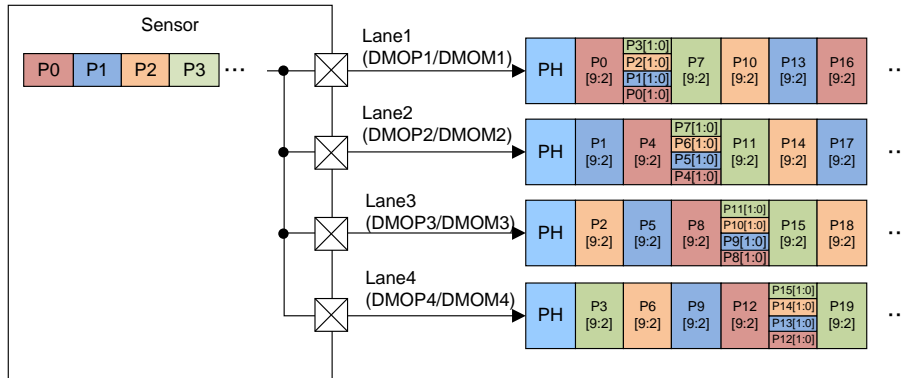 Sensor
P0 P1 P2 P3 ···
Lane1
(DMOP1/DMOM1)
PH P0 [9:2] P3[1:0] P2[1:0] P1[1:0] P0[1:0] P7 [9:2] P10 [9:2] P13 [9:2] P16 [9:2] ··
Lane2
(DMOP2/DMOM2)
PH P1 [9:2] P4 [9:2] P7[1:0] P6[1:0] P5[1:0] P4[1:0] P11 [9:2] P14 [9:2] P17 [9:2] ··
Lane3
(DMOP3/DMOM3)
PH P2 [9:2] P5 [9:2] P8 [9:2] P11[1:0] P10[1:0] P9[1:0] P8[1:0] P15 [9:2] P18 [9:2] ··
Lane4
(DMOP4/DMOM4)
PH P3 [9:2] P6 [9:2] P9 [9:2] P12 [9:2] P15[1:0] P14[1:0] P13[1:0] P12[1:0] P19 [9:2] ··